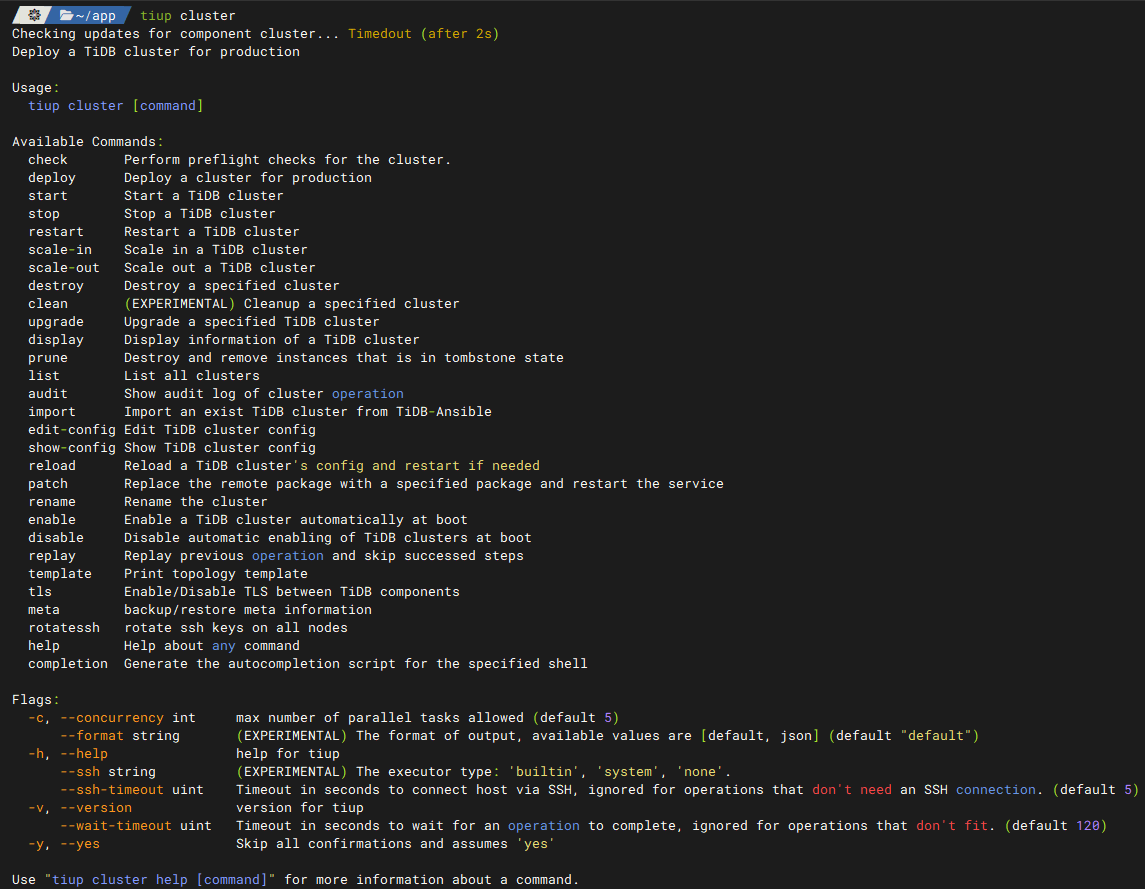 ~/app tiup cluster
Checking updates for component cluster... Timedout (after 2s)
Deploy a TiDB cluster for production
Usage:
  tiup cluster [command]
Available Commands:
  check       Perform preflight checks for the cluster.
  deploy      Deploy a cluster for production
  start       Start a TiDB cluster
  stop        Stop a TiDB cluster
  restart     Restart a TiDB cluster
  scale-in    Scale in a TiDB cluster
  scale-out   Scale out a TiDB cluster
  destroy     Destroy a specified cluster
  clean       (EXPERIMENTAL) Cleanup a specified cluster
  upgrade     Upgrade a specified TiDB cluster
  display     Display information of a TiDB cluster
  prune       Destroy and remove instances that is in tombstone state
  list        List all clusters
  audit       Show audit log of cluster operation
  import      Import an exist TiDB cluster from TiDB-Ansible
  edit-config Edit TiDB cluster config
  show-config Show TiDB cluster config
  reload      Reload a TiDB cluster's config and restart if needed
  patch       Replace the remote package with a specified package and restart the service
  rename      Rename the cluster
  enable      Enable a TiDB cluster automatically at boot
  disable     Disable automatic enabling of TiDB clusters at boot
  replay      Replay previous operation and skip successed steps
  template    Print topology template
  tls         Enable/Disable TLS between TiDB components
  meta        backup/restore meta information
  rotatessh   rotate ssh keys on all nodes
  help        Help about any command
  completion  Generate the autocompletion script for the specified shell
Flags:
  -c, --concurrency int     max number of parallel tasks allowed (default 5)
      --format string       (EXPERIMENTAL) The format of output, available values are [default, json] (default "default")
  -h, --help                help for tiup
      --ssh string          (EXPERIMENTAL) The executor type: 'builtin', 'system', 'none'.
      --ssh-timeout uint    Timeout in seconds to connect host via SSH, ignored for operations that don't need an SSH connection. (default 5)
  -v, --version             version for tiup
      --wait-timeout uint   Timeout in seconds to wait for an operation to complete, ignored for operations that don't fit. (default 120)
  -y, --yes                 Skip all confirmations and assumes 'yes'
Use "tiup cluster help [command]" for more information about a command.